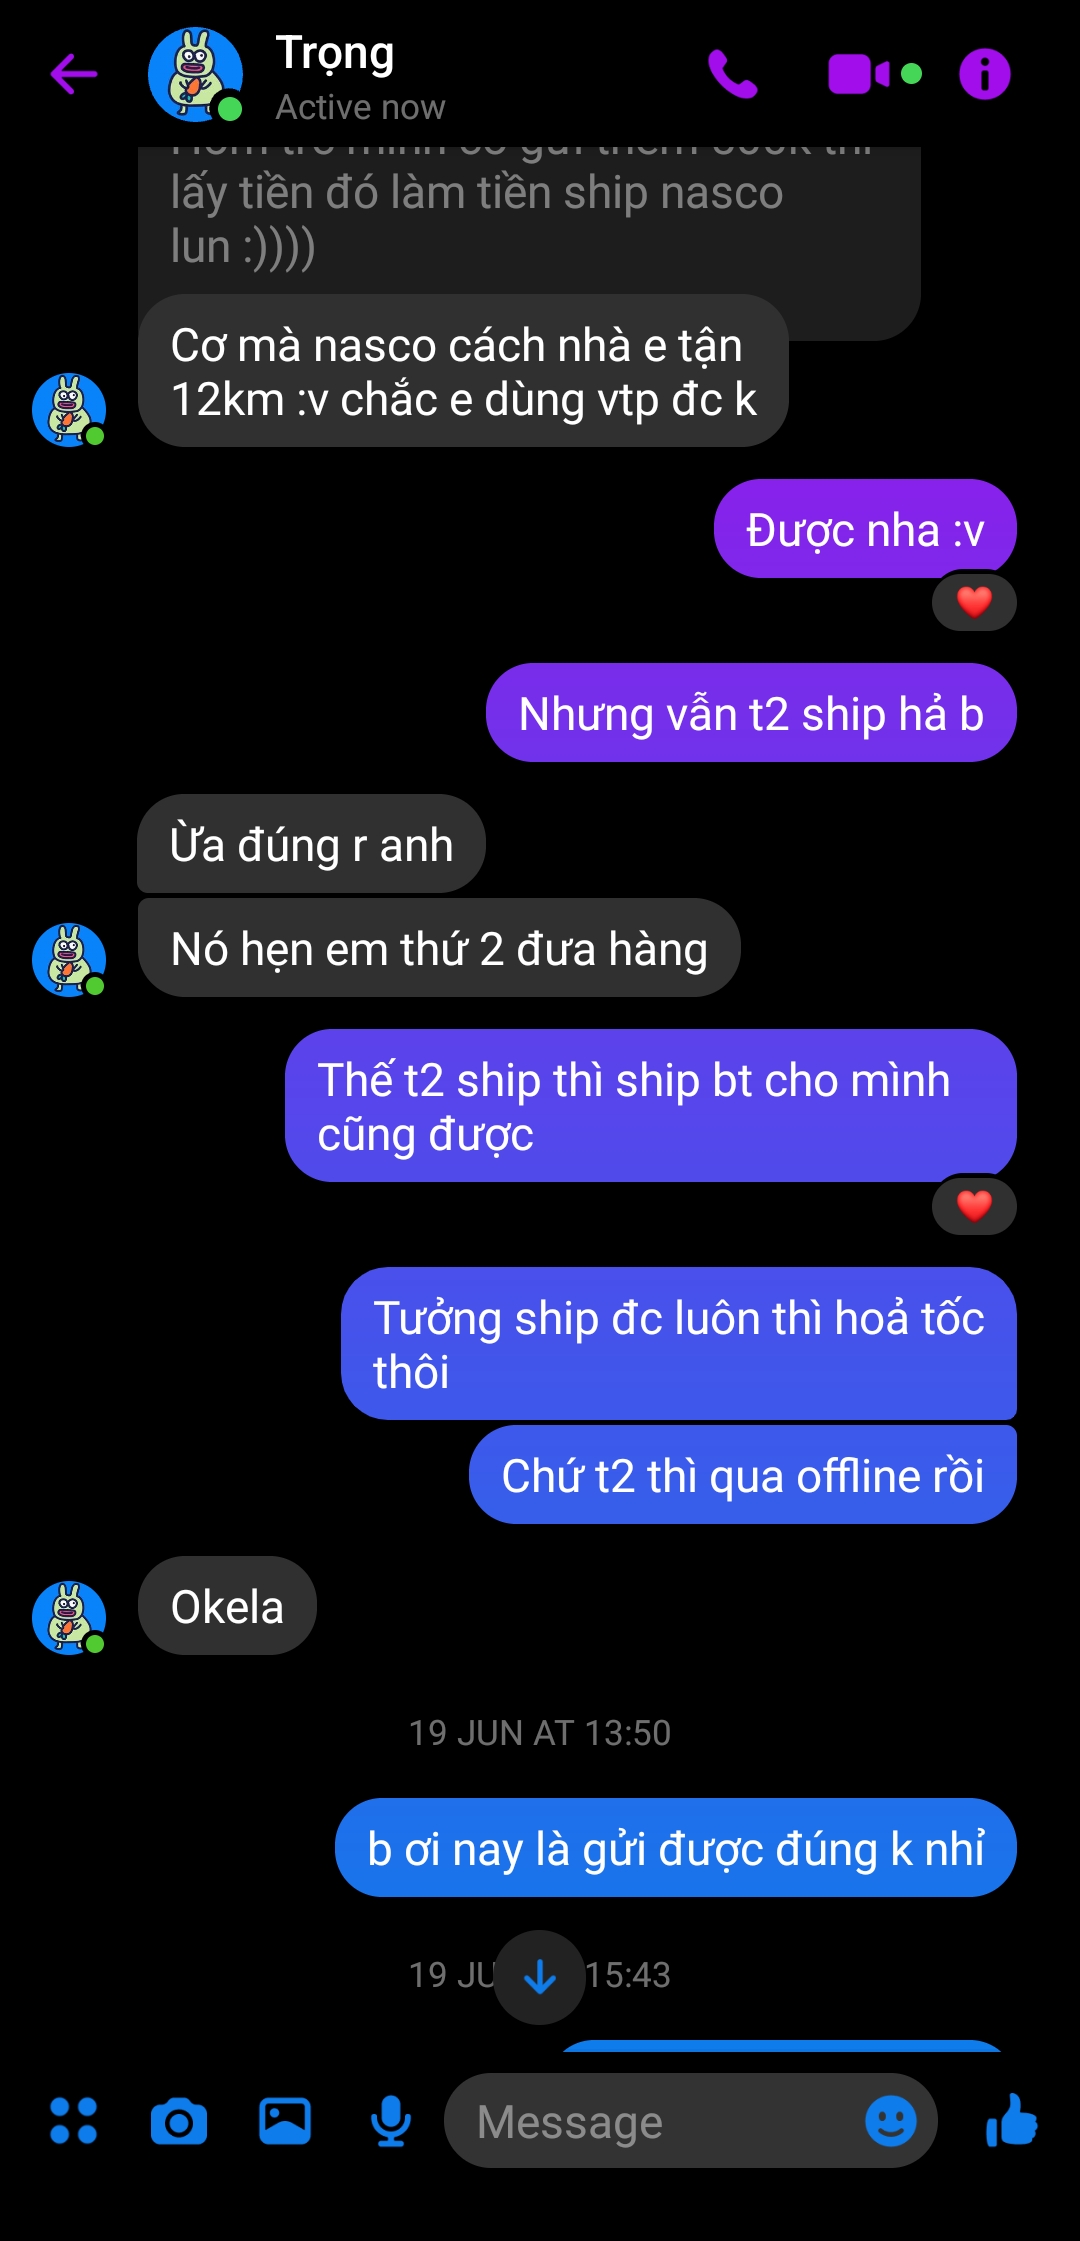 Trọng
Active now
lấy tiền đó làm tiền ship nasco
lun :))))
Cơ mà nasco cách nhà e tận
12km :v chắc e dùng vtp đc k
Được nha :v
Nhưng vẫn t2 ship hả b
Ừa đúng r anh
Nó hẹn em thứ 2 đưa hàng
Thế t2 ship thì ship bt cho mình
cũng được
Tưởng ship đc luôn thì hoả tốc
thôi
Chứ t2 thì qua offline rồi
Okela
19 JUN AT 13:50
b ơi nay là gửi được đúng k nhỉ
19 JU 15:43
Message